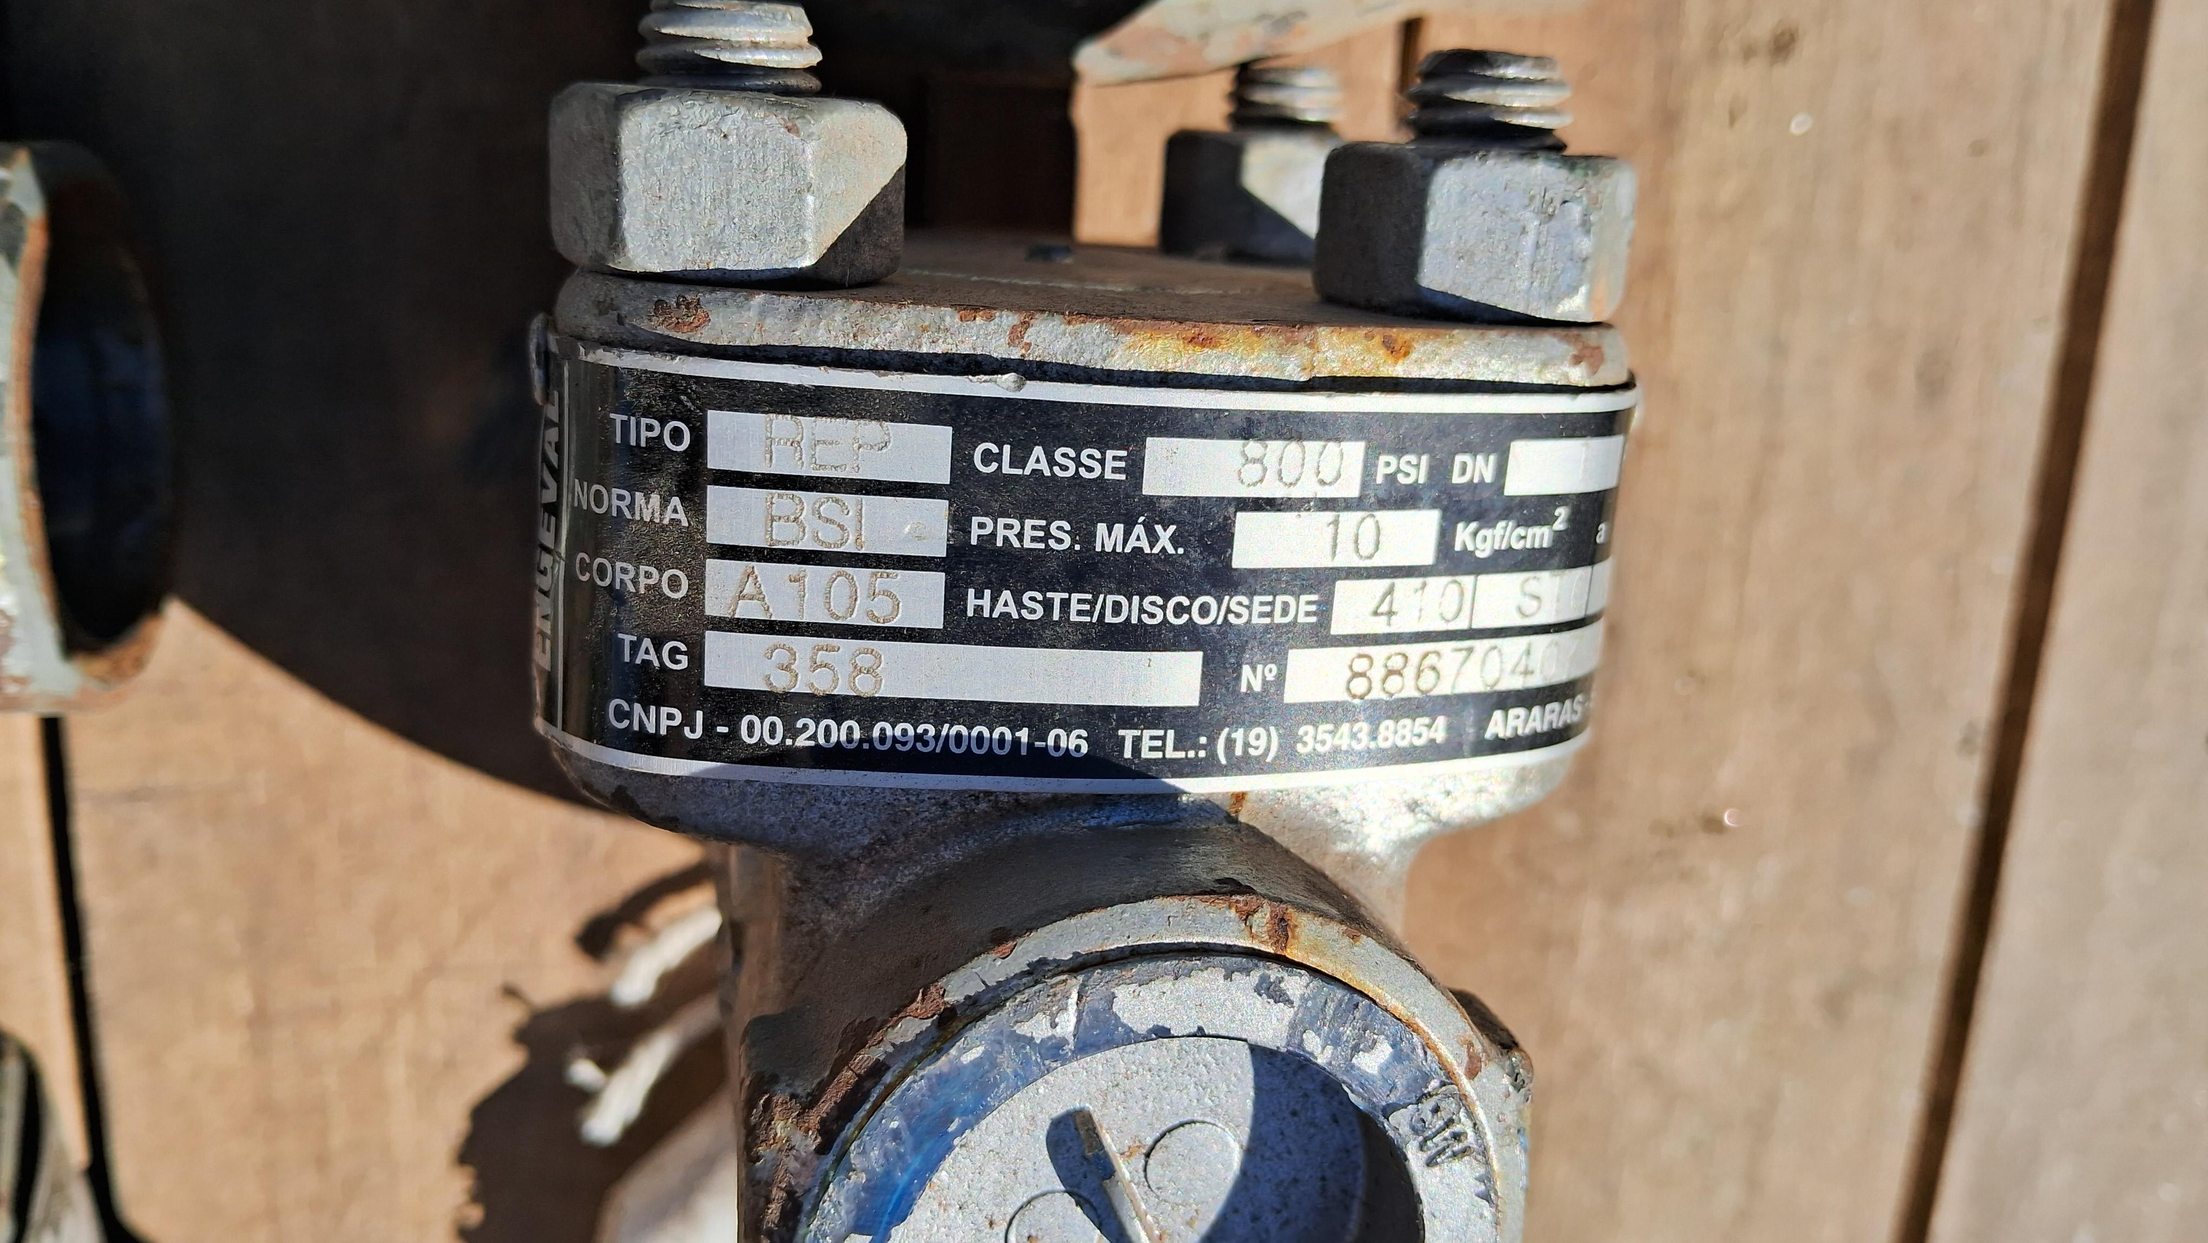 ENGEVAL
TIPO REP CLASSE 800 PSI DN
NORMA BSI PRES. MÁX. 10 Kgf/cm² a
CORPO A105 HASTE/DISCO/SEDE 410
TAG 358 Nº
CNPJ - 00.200.093/0001-06 TEL.: (19) 3543.8854 ARARAS -